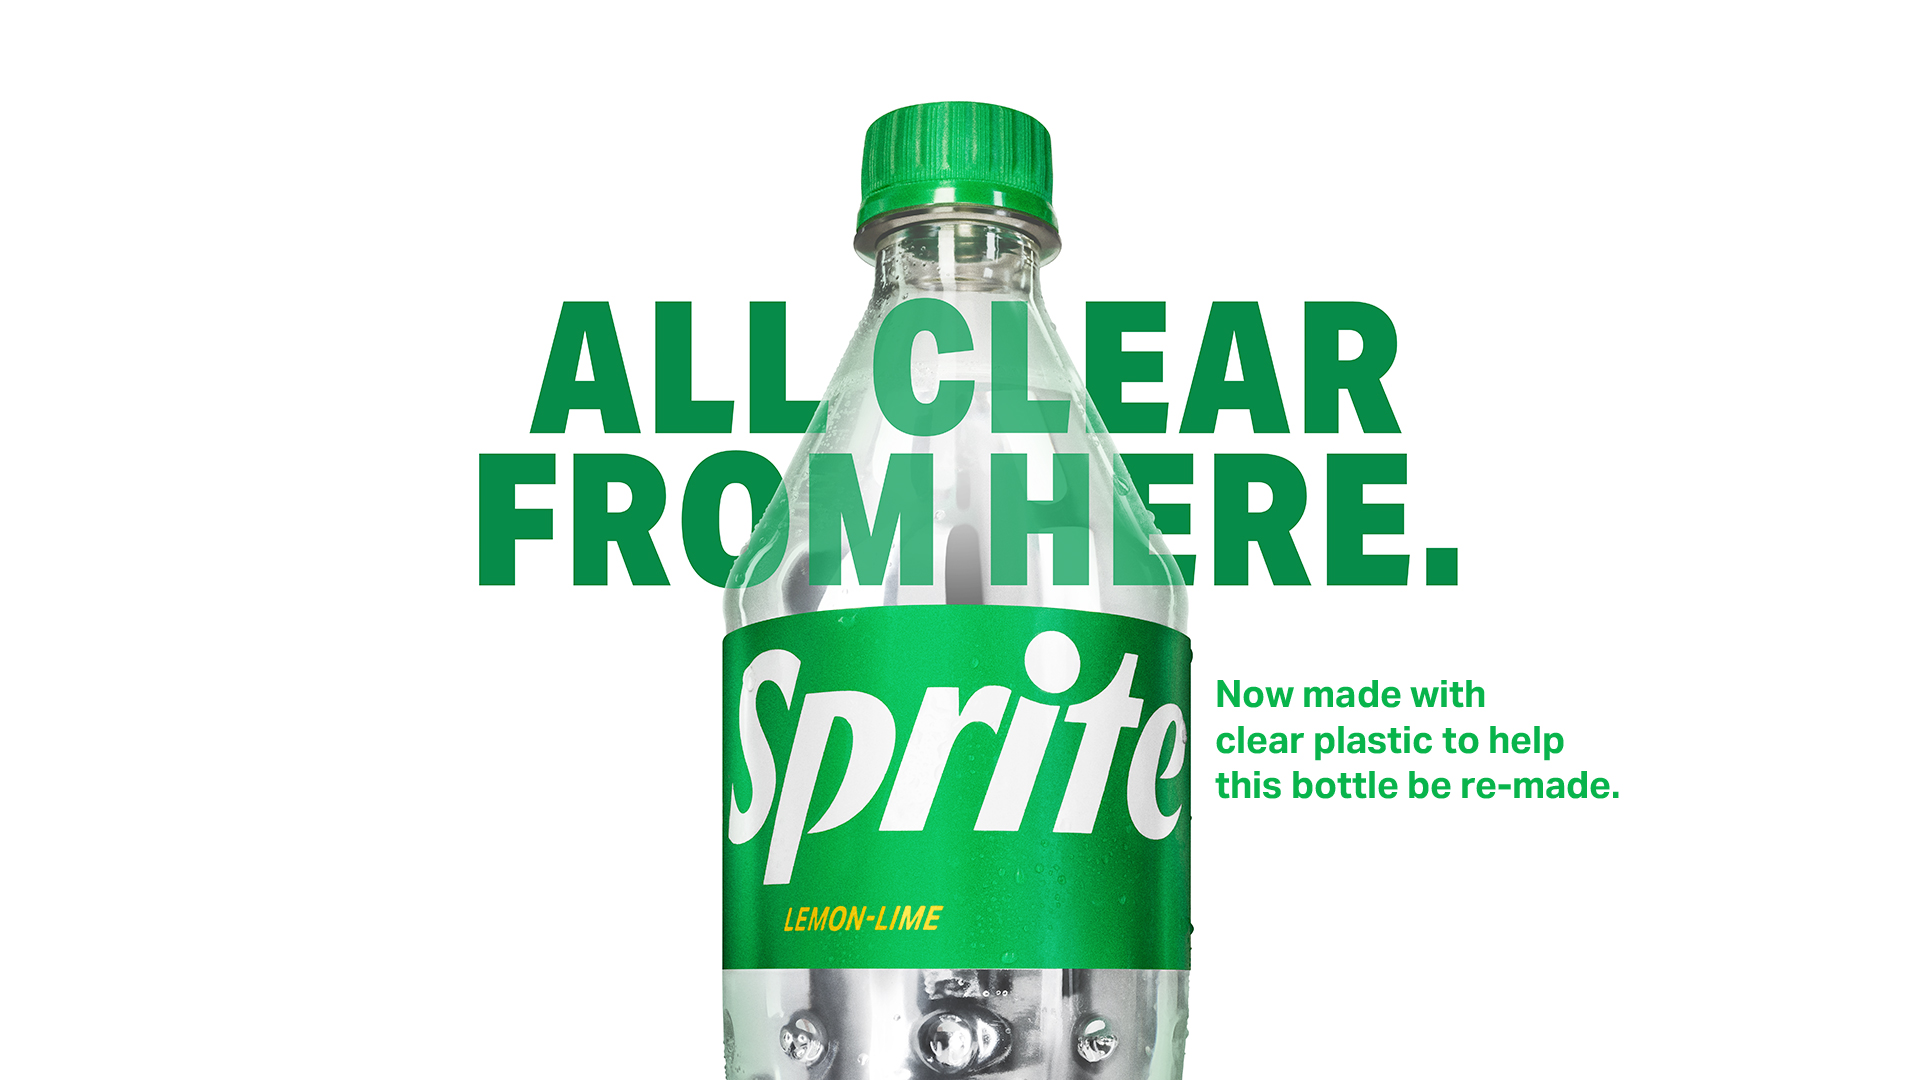 ALL CLEAR
FROM HERE.
Sprite
LEMON-LIME
Now made with
clear plastic to help
this bottle be re-made.